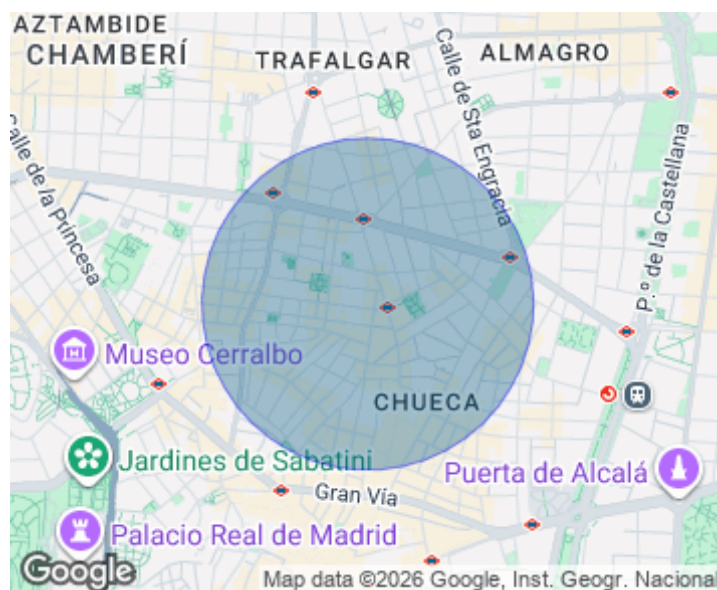 AZTAMBIDE
CHAMBERÍ
TRAFALGAR
ALMAGRO
Calle de Sta Engracia
Calle de la Princesa
P.º de la Castellana
Museo Cerralbo
CHUECA
Jardines de Sabatini
Puerta de Alcalá
Gran Vía
Palacio Real de Madrid
Google
Map data ©2026 Google, Inst. Geogr. Nacional